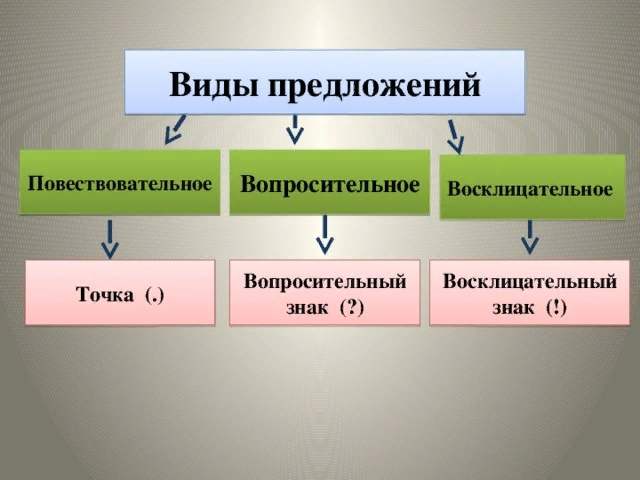 Виды предложений
Повествовательное
Вопросительное
Восклицательное
Точка (.)
Вопросительный
знак (?)
Восклицательный
знак (!)